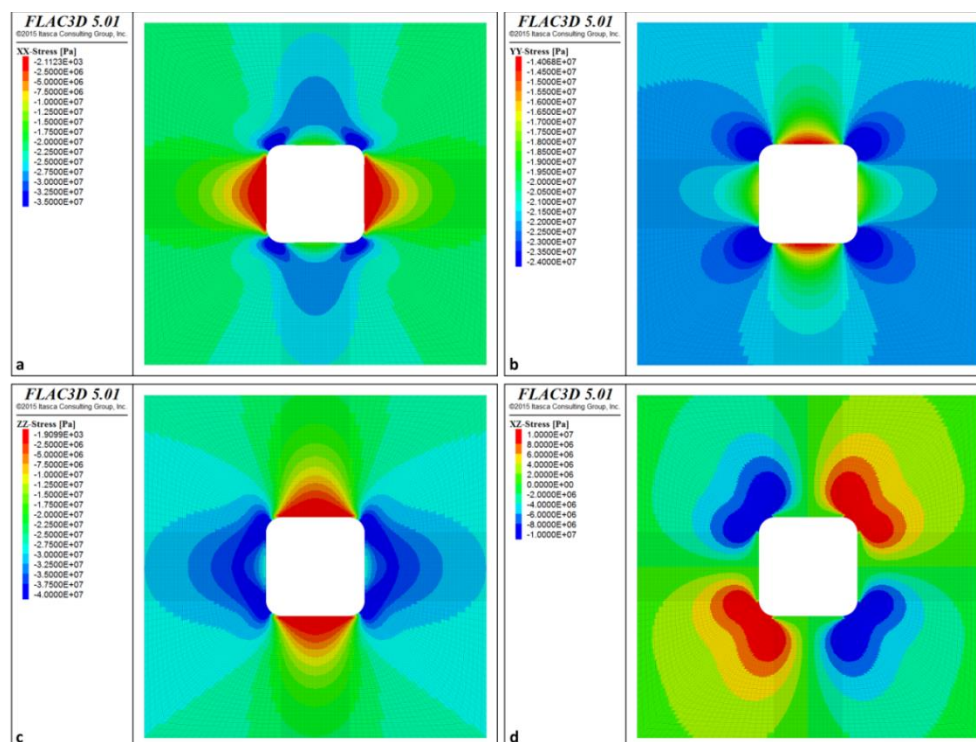 FLAC3D 5.01
©2015 Itasca Consulting Group, Inc.
XX-Stress [Pa]
-2.1123E+03
-2.5000E+06
-5.0000E+06
-7.5000E+06
-1.0000E+07
-1.2500E+07
-1.5000E+07
-1.7500E+07
-2.0000E+07
-2.2500E+07
-2.5000E+07
-2.7500E+07
-3.0000E+07
-3.2500E+07
-3.5000E+07
a
FLAC3D 5.01
©2015 Itasca Consulting Group, Inc.
YY-Stress [Pa]
-1.4068E+07
-1.4500E+07
-1.5000E+07
-1.5500E+07
-1.6000E+07
-1.6500E+07
-1.7000E+07
-1.7500E+07
-1.8000E+07
-1.8500E+07
-1.9000E+07
-1.9500E+07
-2.0000E+07
-2.0500E+07
-2.1000E+07
-2.1500E+07
-2.2000E+07
-2.2500E+07
-2.3000E+07
-2.3500E+07
-2.4000E+07
b
FLAC3D 5.01
©2015 Itasca Consulting Group, Inc.
ZZ-Stress [Pa]
-1.9099E+03
-2.5000E+06
-5.0000E+06
-7.5000E+06
-1.0000E+07
-1.2500E+07
-1.5000E+07
-1.7500E+07
-2.0000E+07
-2.2500E+07
-2.5000E+07
-2.7500E+07
-3.0000E+07
-3.2500E+07
-3.5000E+07
-3.7500E+07
-4.0000E+07
c
FLAC3D 5.01
©2015 Itasca Consulting Group, Inc.
XZ-Stress [Pa]
1.0000E+07
8.0000E+06
6.0000E+06
4.0000E+06
2.0000E+06
0.0000E+00
-2.0000E+06
-4.0000E+06
-6.0000E+06
-8.0000E+06
-1.0000E+07
d